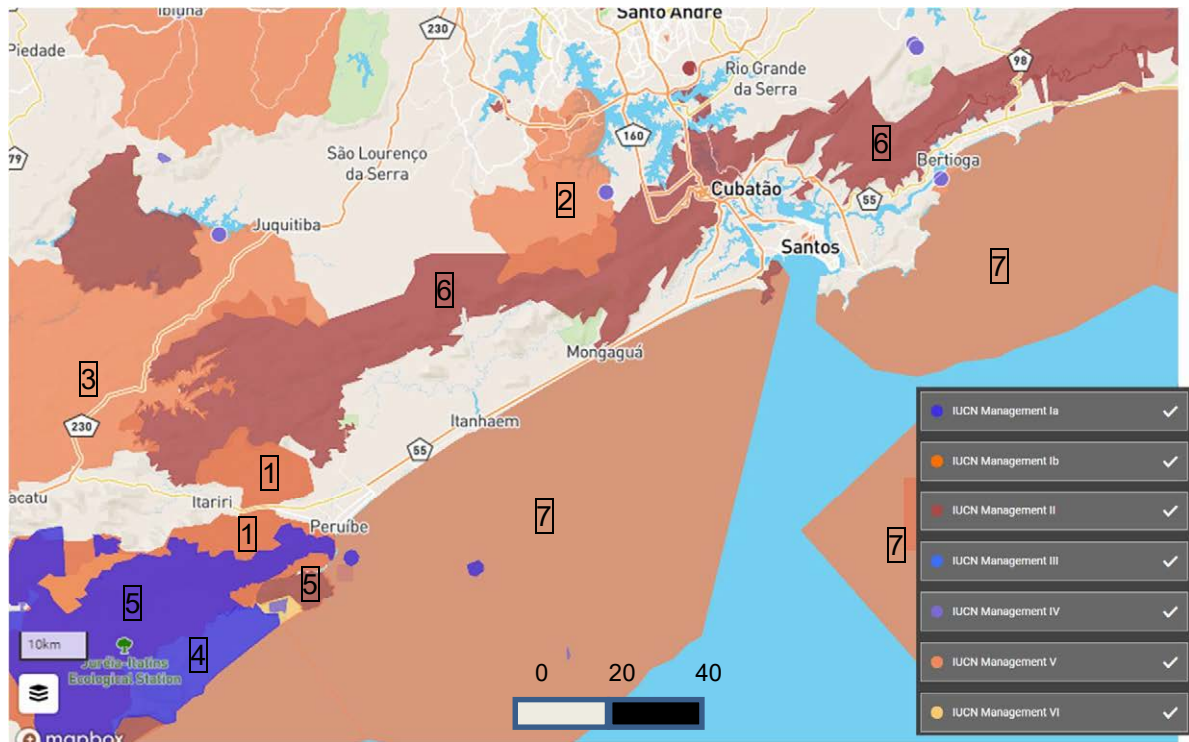 Ibiúna
Santo André
230
Piedade
Rio Grande
da Serra
98
160
79
São Lourenço
da Serra
6
Bertioga
2
Cubatão
55
Juquitiba
Santos
7
6
Mongaguá
3
230
Itanhaem
55
1
acatu
Itariri
Peruíbe
1
7
7
5
5
10km
4
Juréia-Itatins
Ecological Station
0 20 40
mapbox
IUCN Management Ia
IUCN Management Ib
IUCN Management II
IUCN Management III
IUCN Management IV
IUCN Management V
IUCN Management VI